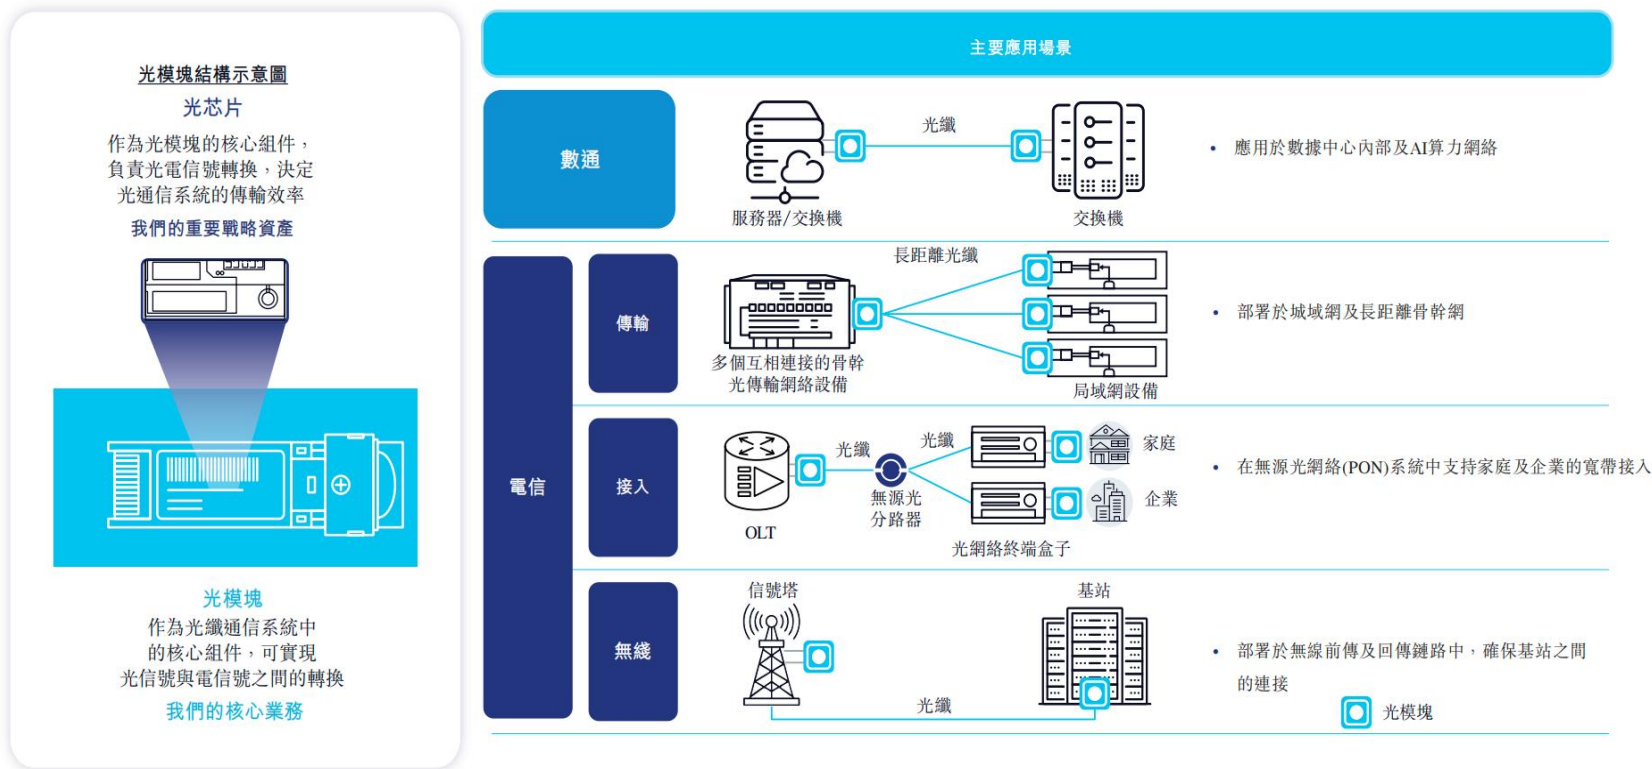 光模塊結構示意圖
光芯片
作為光模塊的核心組件，
負責光電信號轉換，決定
光通信系統的傳輸效率
我們的重要戰略資產
光模塊
作為光纖通信系統中
的核心組件，可實現
光信號與電信號之間的轉換
我們的核心業務
主要應用場景
數通
光纖
服務器/交換機
交換機
• 應用於數據中心內部及AI算力網絡
電信
傳輸
長距離光纖
多個互相連接的骨幹
光傳輸網絡設備
局域網設備
• 部署於城域網及長距離骨幹網
接入
光纖
光纖
家庭
企業
OLT
無源光
分路器
光網絡終端盒子
• 在無源光網絡(PON)系統中支持家庭及企業的寬帶接入
無綫
信號塔
基站
光纖
• 部署於無線前傳及回傳鏈路中，確保基站之間
的連接
光模塊